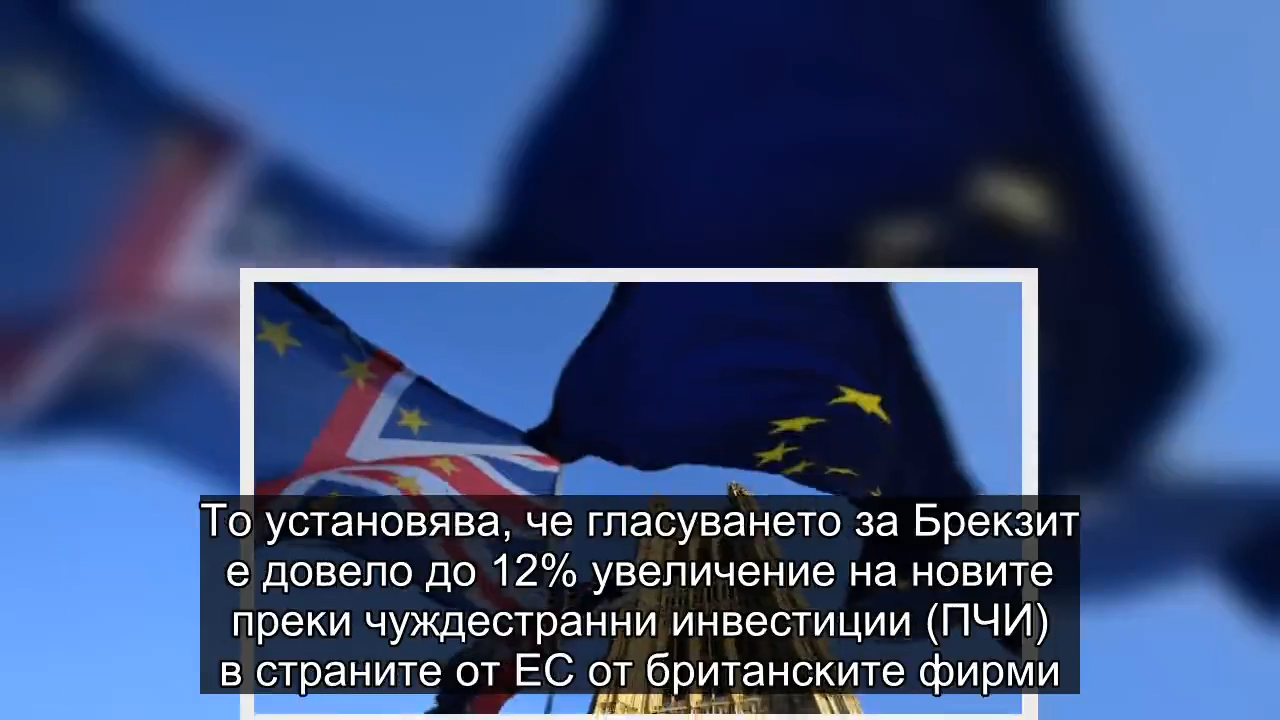 То установява, че гласуването за Брекзит
е довело до 12% увеличение на новите
преки чуждестранни инвестиции (ПЧИ)
в страните от ЕС от британските фирми